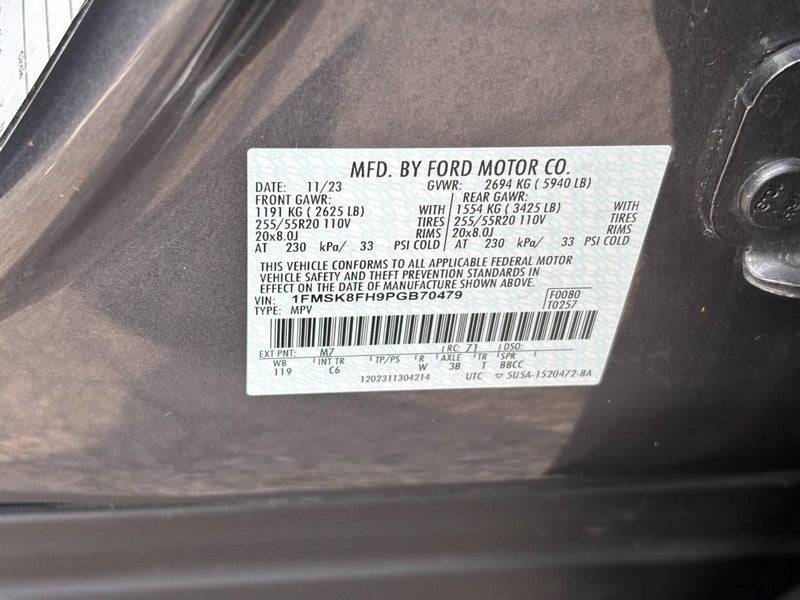 MFD. BY FORD MOTOR CO.
DATE: 11/23 GVWR: 2694 KG ( 5940 LB)
FRONT GAWR: REAR GAWR:
1191 KG ( 2625 LB) WITH 1554 KG ( 3425 LB) WITH
255/55R20 110V TIRES 255/55R20 110V TIRES
20x8.0J RIMS 20x8.0J RIMS
AT 230 kPa/ 33 PSI COLD AT 230 kPa/ 33 PSI COLD
THIS VEHICLE CONFORMS TO ALL APPLICABLE FEDERAL MOTOR
VEHICLE SAFETY AND THEFT PREVENTION STANDARDS IN
EFFECT ON THE DATE OF MANUFACTURE SHOWN ABOVE.
VIN: 1FMSK8FH9PGB70479 F0080
TYPE: MPV T0257
EXT PNT: M7 RC: 71 DSO:
WB INT TR TP/PS R AXLE TR SPR
119 C6 W 3B T BBCC
1202311304214 UTC 5U5A-1520472-BA